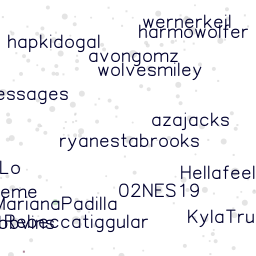 wernerkeil
harmowolfer
hapkidogal
avongomz
wolvesmiley
essages
azajacks
ryanestabrooks
Hellafeel
Lo
eme
02NES19
MarianaPadilla
KylaTru
Rebeccatiggular